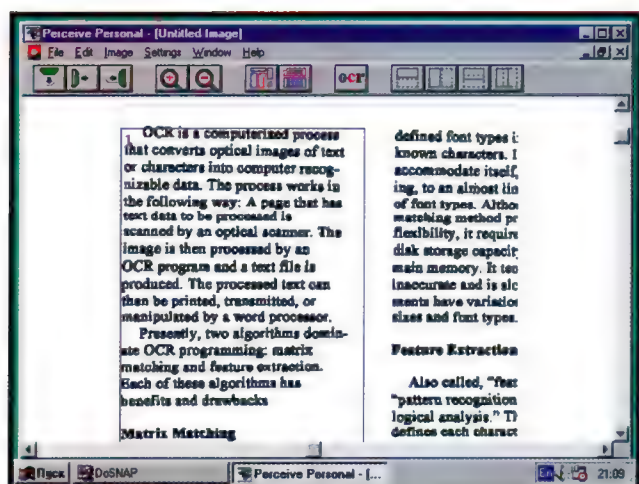 Perceive Personal - [Untitled Image]
File Edit Image Settings Window Help
ocr
OCR is a computerized process
that converts optical images of text
or characters into computer recog-
nizable data. The process works in
the following way: A page that has
text data to be processed is
scanned by an optical scanner. The
image is then processed by an
OCR program and a text file is
produced. The processed text can
then be printed, transmitted, or
manipulated by a word processor.
Presently, two algorithms domin-
ate OCR programming: matrix
matching and feature extraction.
Each of these algorithms has
benefits and drawbacks
Matrix Matching
defined font types i
known characters. I
accommodate itself,
ing, to an almost lin
of font types. Altho
matching method pr
flexibility, it require
disk storage capacit
main memory. It ten
inaccurate and is slo
ments have variation
sizes and font types.
Feature Extraction
Also called, "feat
"pattern recognition
logical analysis." Th
defines each charact
Пуск DoSNAP Perceive Personal - [... En 21:09